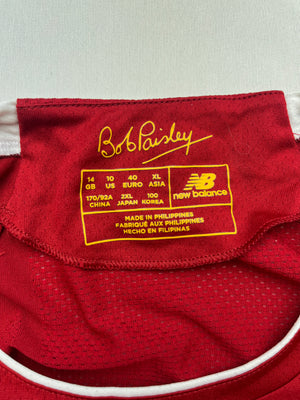 Bob Paisley
14 10 40 XL
GB US EURO ASIA
170/92A 2XL 100
CHINA JAPAN KOREA
NB
new balance
MADE IN PHILIPPINES
FABRIQUÉ AUX PHILIPPINES
HECHO EN FILIPINAS